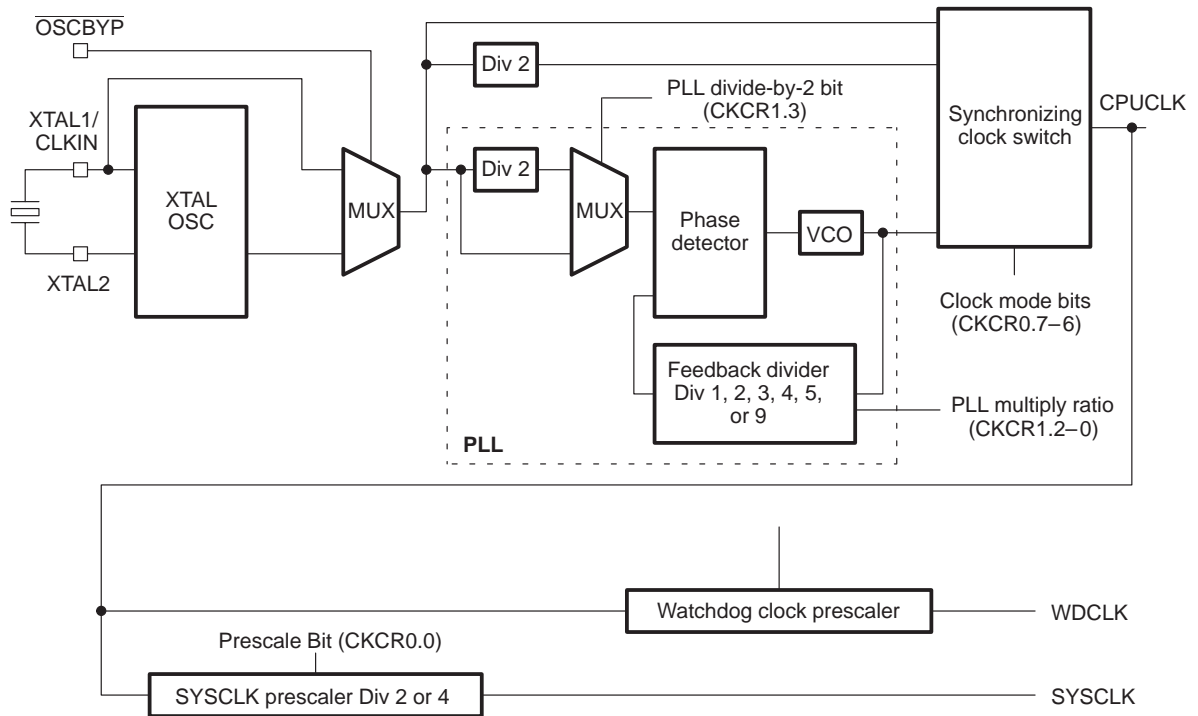 OSCBYP
XTAL1/
CLKIN
XTAL
OSC
XTAL2
MUX
Div 2
PLL divide-by-2 bit
(CKCR1.3)
Div 2
MUX
Phase
detector
VCO
Feedback divider
Div 1, 2, 3, 4, 5,
or 9
PLL
Synchronizing
clock switch
CPUCLK
Clock mode bits
(CKCR0.7–6)
PLL multiply ratio
(CKCR1.2–0)
Watchdog clock prescaler
WDCLK
Prescale Bit (CKCR0.0)
SYSCLK prescaler Div 2 or 4
SYSCLK